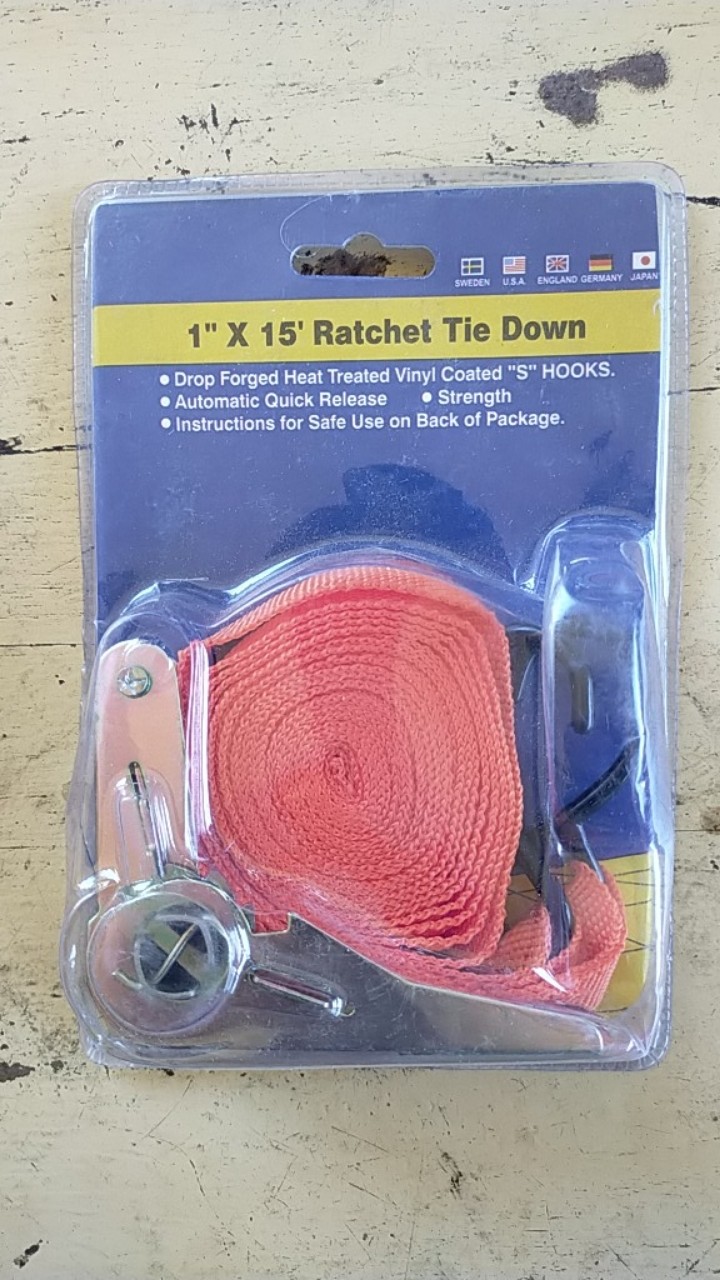 SWEDEN U.S.A. ENGLAND GERMANY JAPAN
1" X 15' Ratchet Tie Down
● Drop Forged Heat Treated Vinyl Coated "S" HOOKS.
● Automatic Quick Release ● Strength
● Instructions for Safe Use on Back of Package.